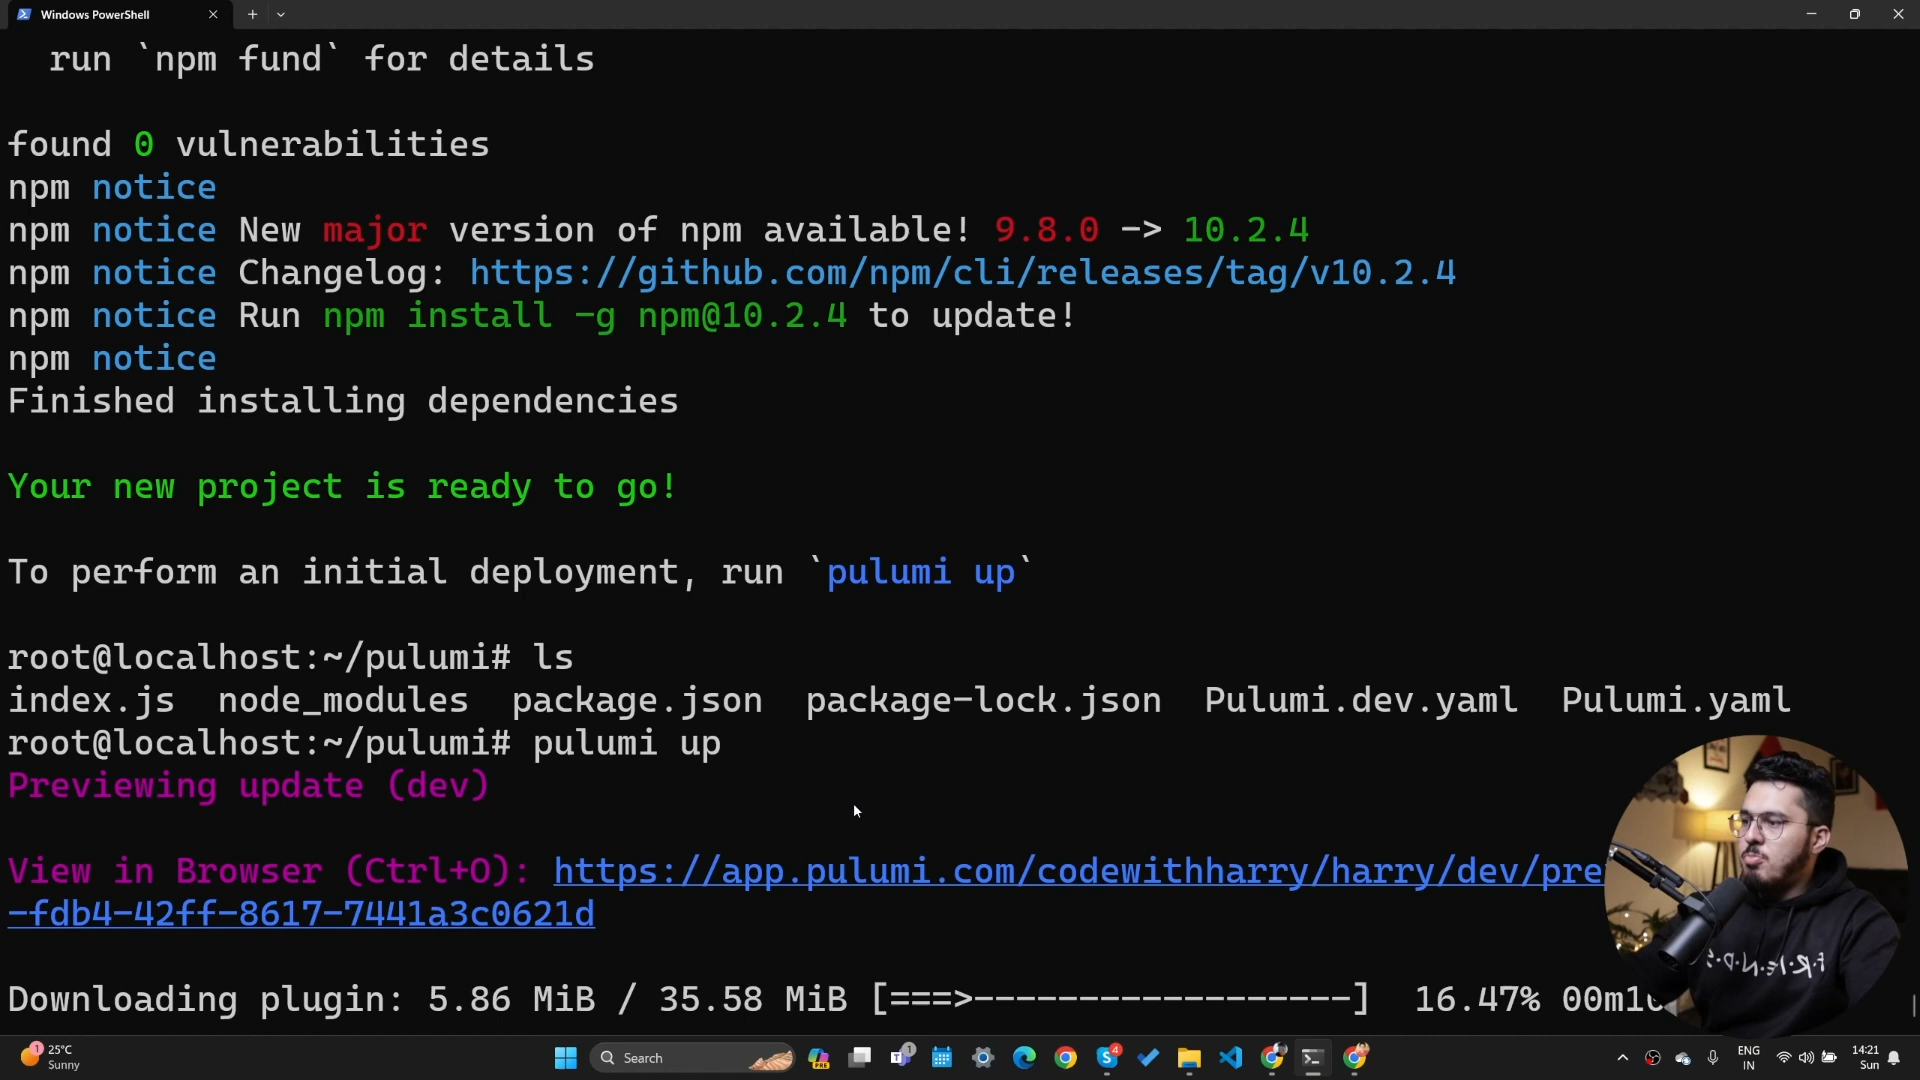 Windows PowerShell
run `npm fund` for details
found 0 vulnerabilities
npm notice
npm notice New major version of npm available! 9.8.0 -> 10.2.4
npm notice Changelog: https://github.com/npm/cli/releases/tag/v10.2.4
npm notice Run npm install -g npm@10.2.4 to update!
npm notice
Finished installing dependencies
Your new project is ready to go!
To perform an initial deployment, run `pulumi up`
root@localhost:~/pulumi# ls
index.js node_modules package.json package-lock.json Pulumi.dev.yaml Pulumi.yaml
root@localhost:~/pulumi# pulumi up
Previewing update (dev)
View in Browser (Ctrl+O): https://app.pulumi.com/codewithharry/harry/dev/pre
-fdb4-42ff-8617-7441a3c0621d
Downloading plugin: 5.86 MiB / 35.58 MiB [===>------------------] 16.47% 00m1
1
25°C
Sunny
Search
PRE
1
4
ENG
IN
14:21
Sun